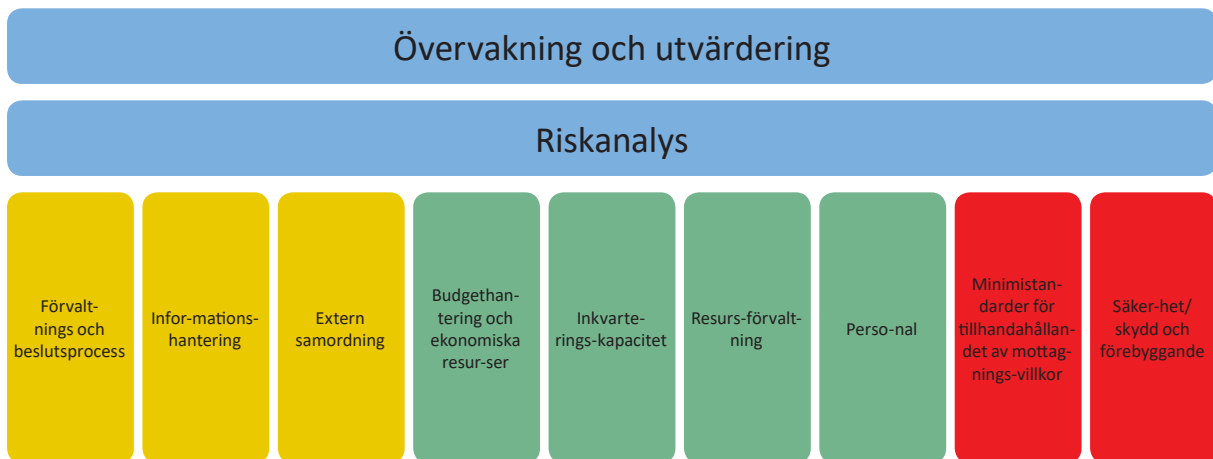 Övervakning och utvärdering
Riskanalys
Förvalt-
nings och
beslutsprocess
Infor-mations-
hantering
Extern
samordning
Budgethan-
tering och
ekonomiska
resur-ser
Inkvarte-
rings-kapacitet
Resurs-förvalt-
ning
Perso-nal
Minimistan-
darder för
tillhandahållan-
det av mottag-
nings-villkor
Säker-het/
skydd och
förebyggande